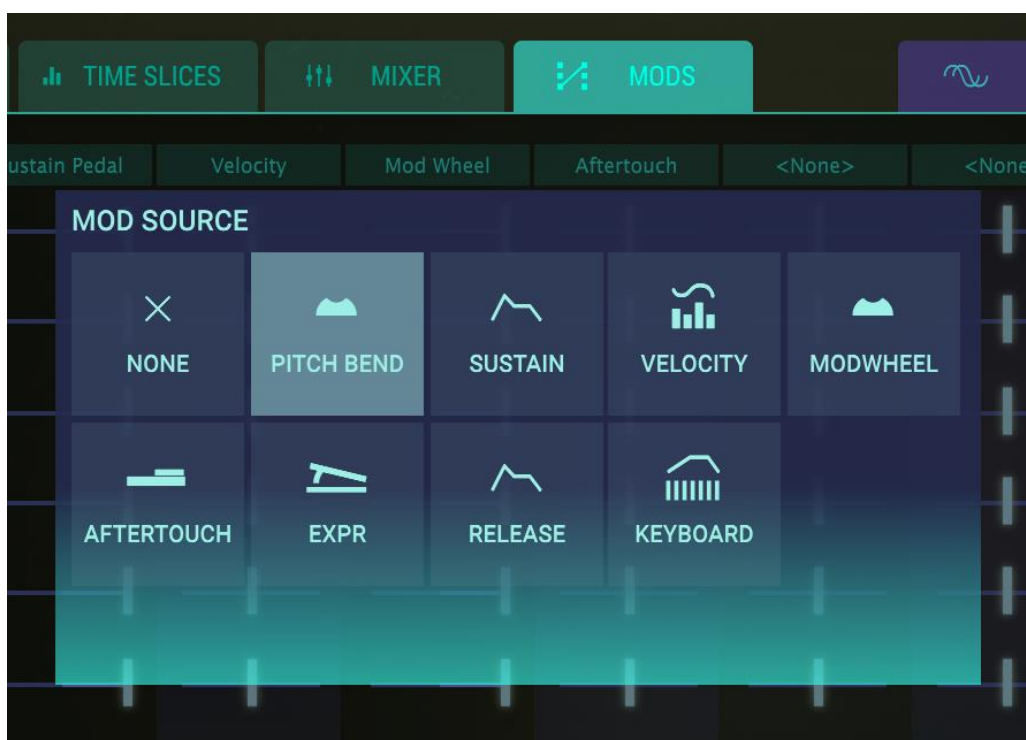 TIME SLICES MIXER MODS
ustain Pedal Velocity Mod Wheel Aftertouch <None> <None
MOD SOURCE
NONE PITCH BEND SUSTAIN VELOCITY MODWHEEL
AFTERTOUCH EXPR RELEASE KEYBOARD